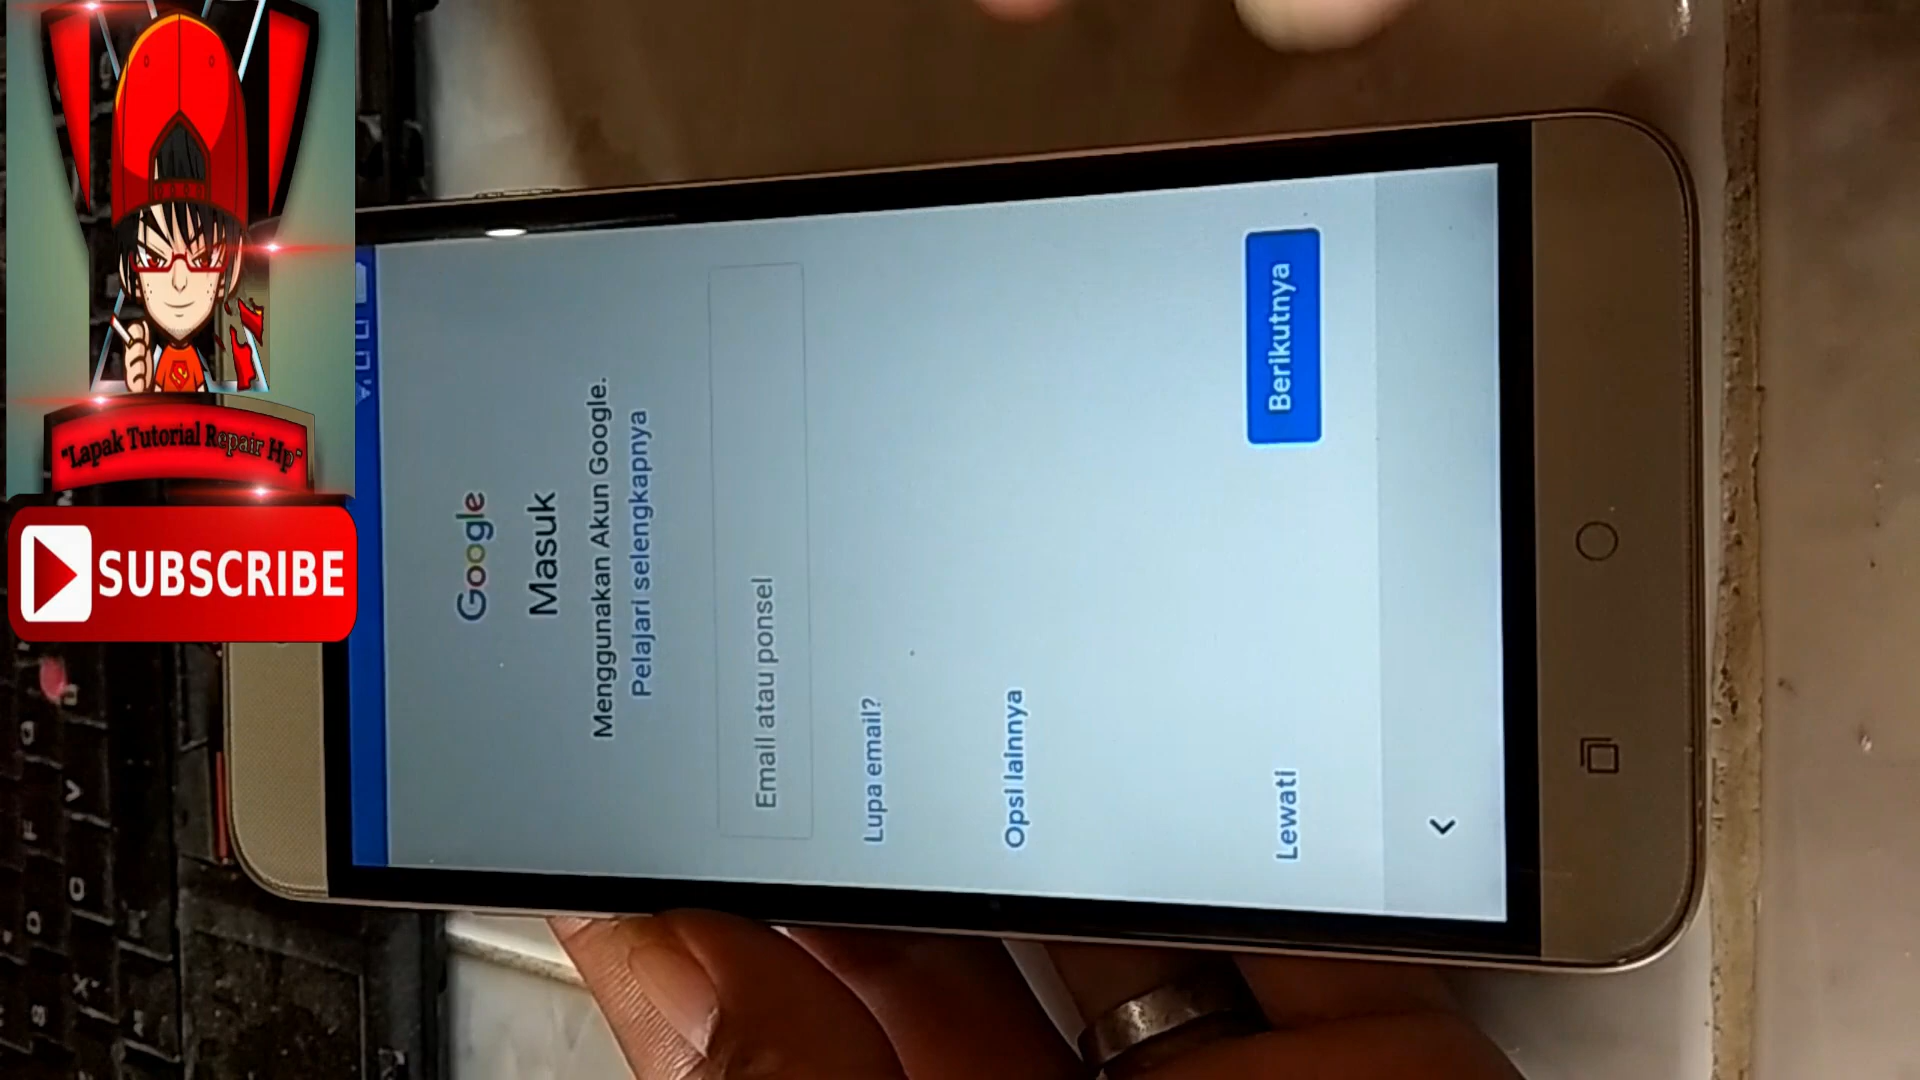 "Lapak Tutorial Repair Hp"
SUBSCRIBE
Google
Masuk
Menggunakan Akun Google.
Pelajari selengkapnya
Email atau ponsel
Lupa email?
Opsi lainnya
Lewati
Berikutnya